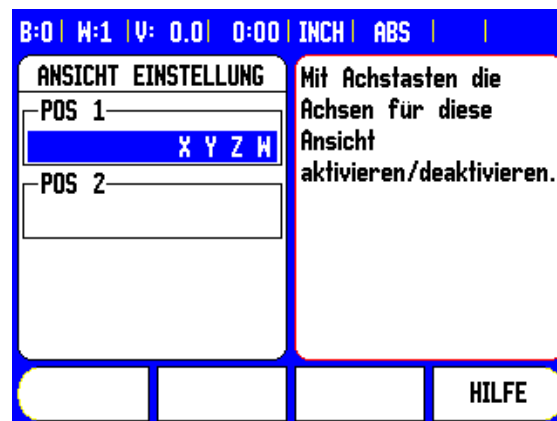 B:0 | W:1 | V: 0.0 | 0:00 | INCH | ABS | |
ANSICHT EINSTELLUNG
POS 1
X Y Z W
POS 2
Mit Achstasten die
Achsen für diese
Ansicht
aktivieren/deaktivieren.
HILFE